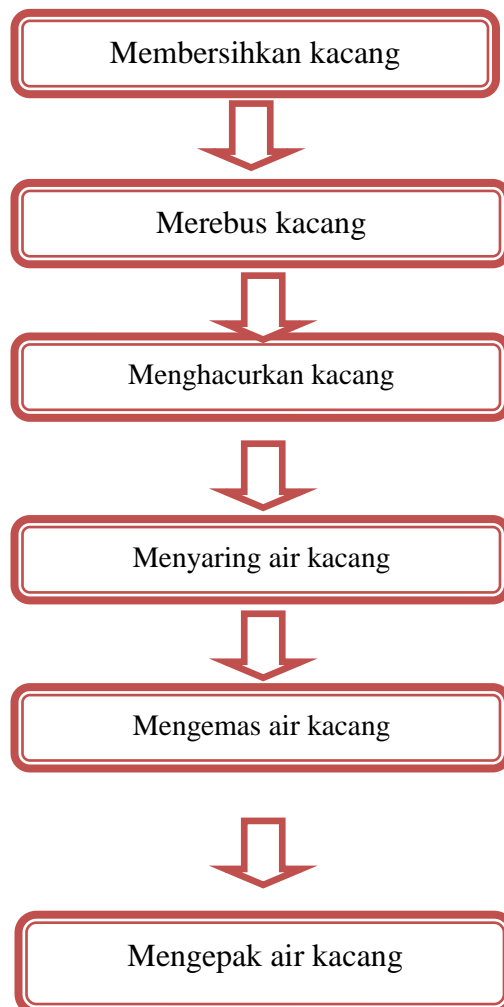 Membersihkan kacang
Merebus kacang
Menghacurkan kacang
Menyaring air kacang
Mengemas air kacang
Mengepak air kacang